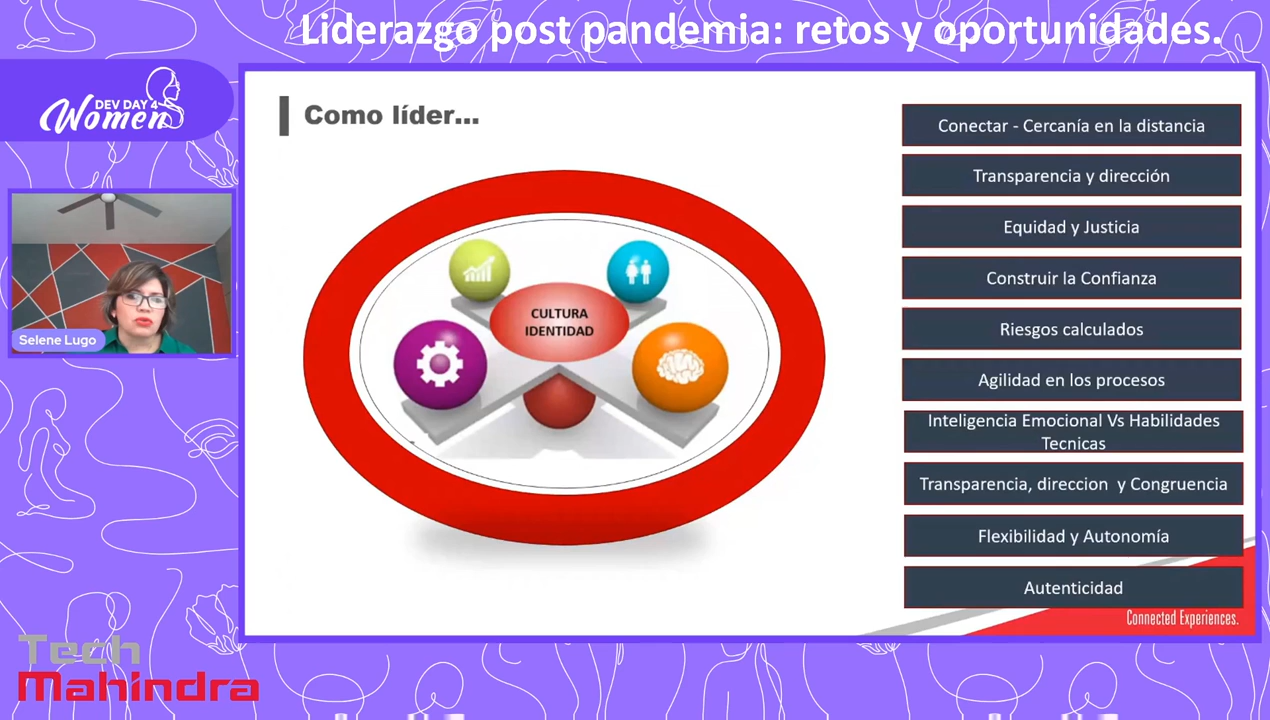 Liderazgo post pandemia: retos y oportunidades.
DEV DAY 4
Women
Selene Lugo
Tech
Mahindra
Como líder...
CULTURA
IDENTIDAD
Conectar - Cercanía en la distancia
Transparencia y dirección
Equidad y Justicia
Construir la Confianza
Riesgos calculados
Agilidad en los procesos
Inteligencia Emocional Vs Habilidades
Tecnicas
Transparencia, direccion y Congruencia
Flexibilidad y Autonomía
Autenticidad
Connected Experiences.